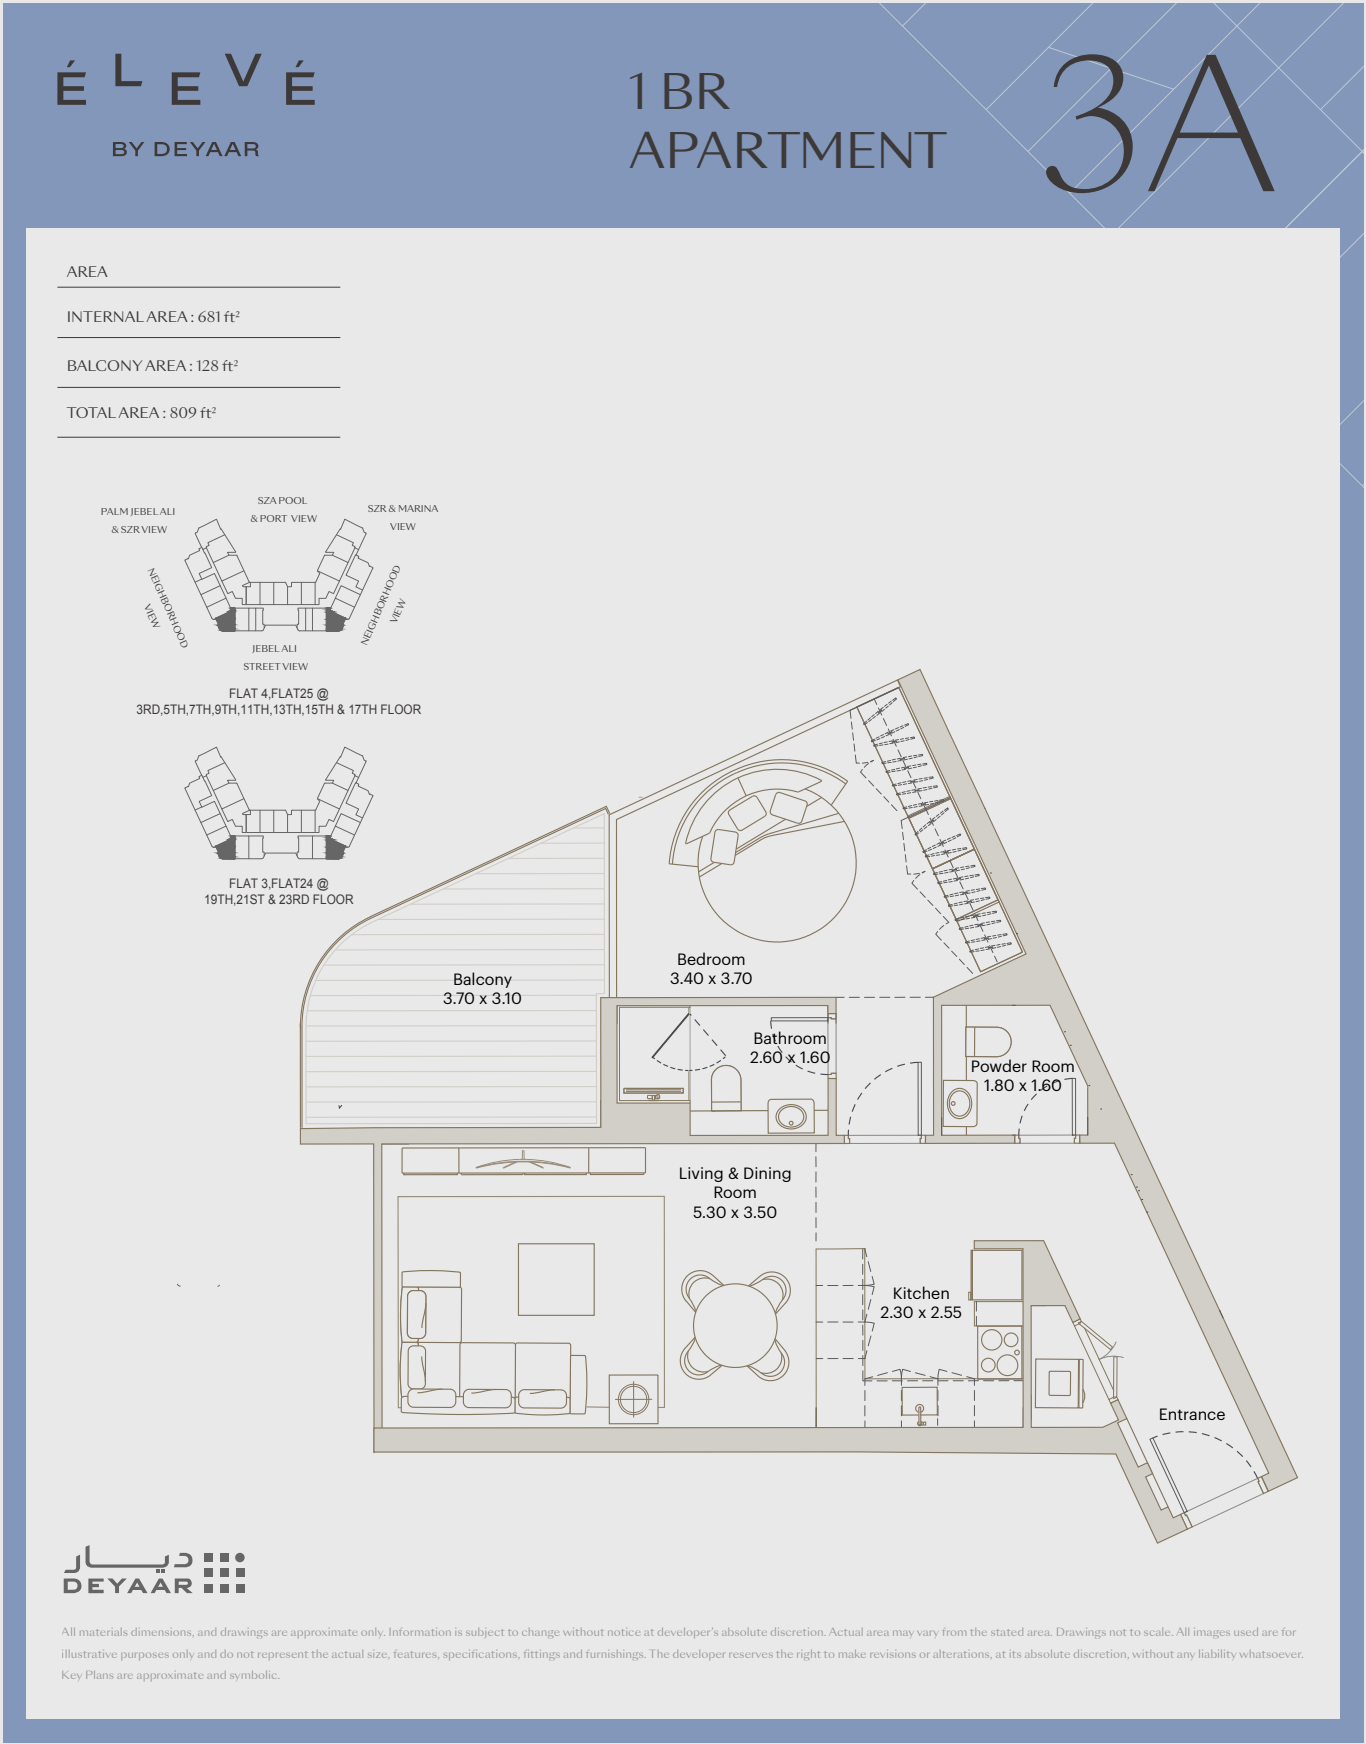 ÉLEVÉ
BY DEYAAR
1 BR
APARTMENT
3A
AREA
INTERNAL AREA : 681 ft²
BALCONY AREA : 128 ft²
TOTAL AREA : 809 ft²
PALM JEBEL ALI
& SZR VIEW
SZA POOL
& PORT VIEW
SZR & MARINA
VIEW
NEIGHBORHOOD
VIEW
NEIGHBORHOOD
VIEW
JEBEL ALI
STREET VIEW
FLAT 4,FLAT25 @
3RD,5TH,7TH,9TH,11TH,13TH,15TH & 17TH FLOOR
FLAT 3,FLAT24 @
19TH,21ST & 23RD FLOOR
Balcony
3.70 x 3.10
Bedroom
3.40 x 3.70
Bathroom
2.60 x 1.60
Powder Room
1.80 x 1.60
Living & Dining
Room
5.30 x 3.50
Kitchen
2.30 x 2.55
Entrance
ديار
DEYAAR
All materials dimensions, and drawings are approximate only. Information is subject to change without notice at developer's absolute discretion. Actual area may vary from the stated area. Drawings not to scale. All images used are for
illustrative purposes only and do not represent the actual size, features, specifications, fittings and furnishings. The developer reserves the right to make revisions or alterations, at its absolute discretion, without any liability whatsoever.
Key Plans are approximate and symbolic.